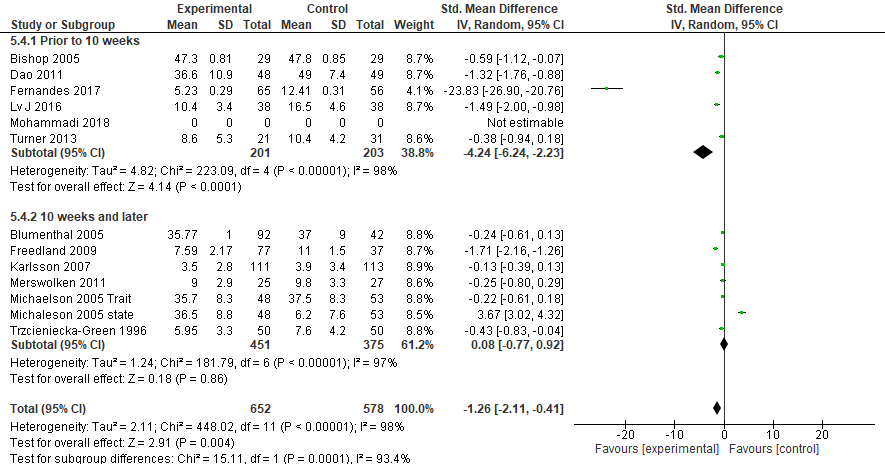 Experimental Control Std. Mean Difference Std. Mean Difference
Study or Subgroup Mean SD Total Mean SD Total Weight IV, Random, 95% CI IV, Random, 95% CI
5.4.1 Prior to 10 weeks
Bishop 2005 47.3 0.81 29 47.8 0.85 29 8.7% -0.59 [-1.12, -0.07]
Dao 2011 36.6 10.9 48 49 7.4 49 8.7% -1.32 [-1.76, -0.88]
Fernandes 2017 5.23 0.29 65 12.41 0.31 56 4.1% -23.83 [-26.90, -20.76]
Lv J 2016 10.4 3.4 38 16.5 4.6 38 8.7% -1.49 [-2.00, -0.98]
Mohammadi 2018 0 0 0 0 0 0 Not estimable
Turner 2013 8.6 5.3 21 10.4 4.2 31 8.6% -0.38 [-0.94, 0.18]
Subtotal (95% CI) 201 203 38.8% -4.24 [-6.24, -2.23]
Heterogeneity: Tau² = 4.82; Chi² = 223.09, df = 4 (P < 0.00001); I² = 98%
Test for overall effect: Z = 4.14 (P < 0.0001)
5.4.2 10 weeks and later
Blumenthal 2005 35.77 1 92 37 9 42 8.8% -0.24 [-0.61, 0.13]
Freedland 2009 7.59 2.17 77 11 1.5 37 8.7% -1.71 [-2.16, -1.26]
Karlsson 2007 3.5 2.8 111 3.9 3.4 113 8.8% -0.13 [-0.39, 0.13]
Merswolken 2011 9 2.9 25 9.8 3.3 27 8.6% -0.25 [-0.80, 0.29]
Michaelson 2005 Trait 35.7 8.3 48 37.5 8.3 53 8.8% -0.22 [-0.61, 0.18]
Michaleson 2005 state 36.5 8.8 48 6.2 7.6 53 8.5% 3.67 [3.02, 4.32]
Trzcieniecka-Green 1996 5.95 3.3 50 7.6 4.2 50 8.8% -0.43 [-0.83, -0.04]
Subtotal (95% CI) 451 375 61.2% 0.08 [-0.77, 0.92]
Heterogeneity: Tau² = 1.24; Chi² = 181.79, df = 6 (P < 0.00001); I² = 97%
Test for overall effect: Z = 0.18 (P = 0.86)
Total (95% CI) 652 578 100.0% -1.26 [-2.11, -0.41]
Heterogeneity: Tau² = 2.11; Chi² = 448.02, df = 11 (P < 0.00001); I² = 98%
Test for overall effect: Z = 2.91 (P = 0.004)
Test for subgroup differences: Chi² = 15.11, df = 1 (P = 0.0001), I² = 93.4%
-20 -10 0 10 20
Favours [experimental] Favours [control]